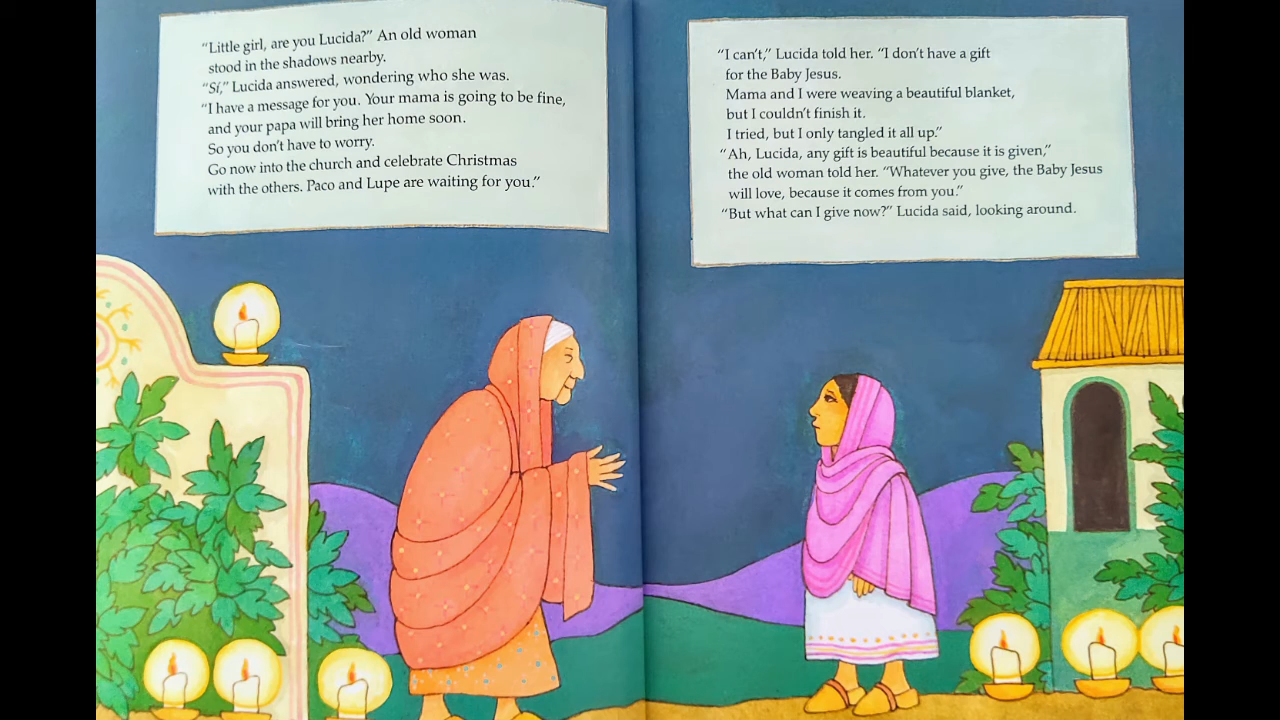 “Little girl, are you Lucida?” An old woman
stood in the shadows nearby.
“Sí,” Lucida answered, wondering who she was.
“I have a message for you. Your mama is going to be fine,
and your papa will bring her home soon.
So you don’t have to worry.
Go now into the church and celebrate Christmas
with the others. Paco and Lupe are waiting for you.”
“I can’t,” Lucida told her. “I don’t have a gift
for the Baby Jesus.
Mama and I were weaving a beautiful blanket,
but I couldn’t finish it.
I tried, but I only tangled it all up.”
“Ah, Lucida, any gift is beautiful because it is given,”
the old woman told her. “Whatever you give, the Baby Jesus
will love, because it comes from you.”
“But what can I give now?” Lucida said, looking around.